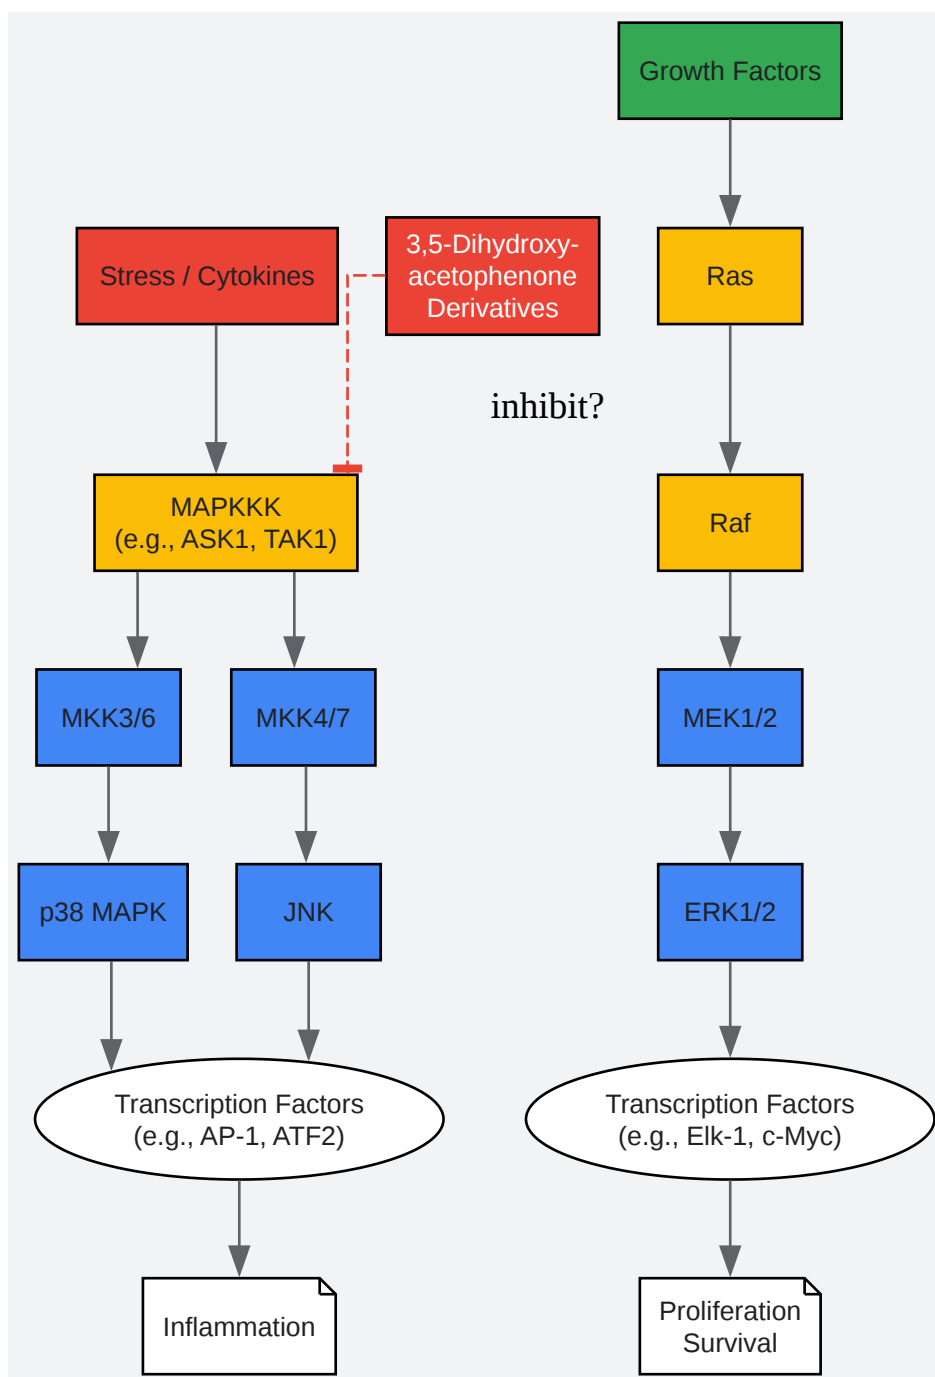 Growth Factors
Stress / Cytokines
3,5-Dihydroxy-
acetophenone
Derivatives
Ras
inhibit?
MAPKKK
(e.g., ASK1, TAK1)
Raf
MKK3/6
MKK4/7
MEK1/2
p38 MAPK
JNK
ERK1/2
Transcription Factors
(e.g., AP-1, ATF2)
Transcription Factors
(e.g., Elk-1, c-Myc)
Inflammation
Proliferation
Survival